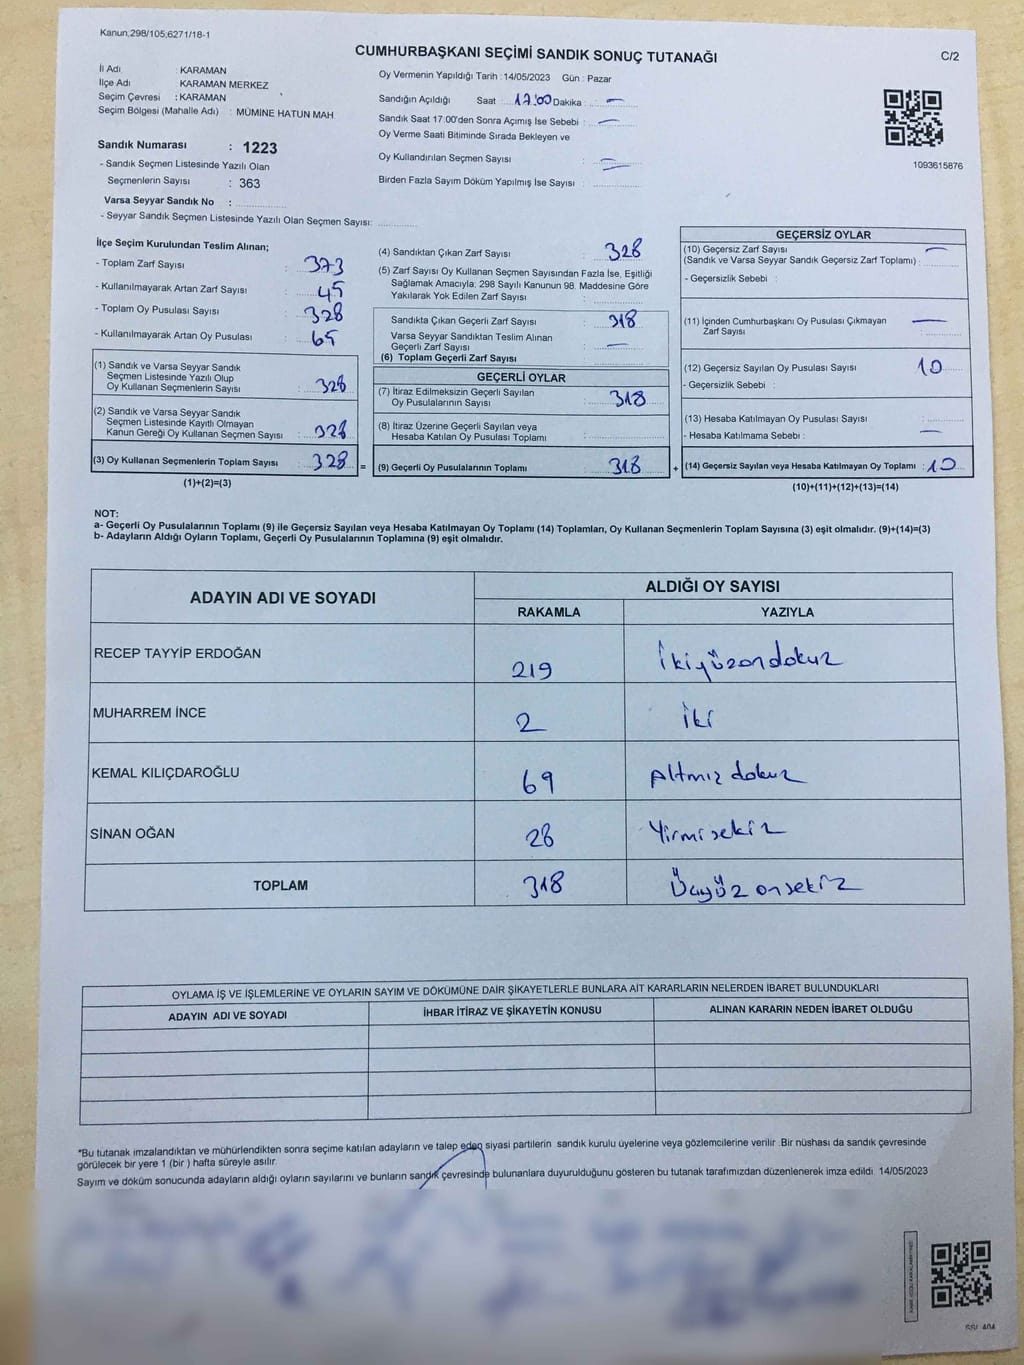 Kanun,298/105;6271/18-1
CUMHURBAŞKANI SEÇİMİ SANDIK SONUÇ TUTANAĞI
C/2
İl Adı : KARAMAN
İlçe Adı : KARAMAN MERKEZ
Seçim Çevresi : KARAMAN
Seçim Bölgesi (Mahalle Adı) : MÜMİNE HATUN MAH
Sandık Numarası : 1223
- Sandık Seçmen Listesinde Yazılı Olan
Seçmenlerin Sayısı : 363
Varsa Seyyar Sandık No :
- Seyyar Sandık Seçmen Listesinde Yazılı Olan Seçmen Sayısı:
Oy Vermenin Yapıldığı Tarih : 14/05/2023 Gün : Pazar
Sandığın Açıldığı Saat : 17:00 Dakika : —
Sandık Saat 17:00'den Sonra Açımış İse Sebebi : —
Oy Verme Saati Bitiminde Sırada Bekleyen ve
Oy Kullandırılan Seçmen Sayısı : —
Birden Fazla Sayım Döküm Yapılmış İse Sayısı :
1093615876
İlçe Seçim Kurulundan Teslim Alınan;
- Toplam Zarf Sayısı : 373
- Kullanılmayarak Artan Zarf Sayısı : 45
- Toplam Oy Pusulası Sayısı : 328
- Kullanılmayarak Artan Oy Pusulası : 65
(1) Sandık ve Varsa Seyyar Sandık
Seçmen Listesinde Yazılı Olup
Oy Kullanan Seçmenlerin Sayısı : 328
(2) Sandık ve Varsa Seyyar Sandık
Seçmen Listesinde Kayıtlı Olmayan
Kanun Gereği Oy Kullanan Seçmen Sayısı : 328
(3) Oy Kullanan Seçmenlerin Toplam Sayısı : 328 =
(1)+(2)=(3)
(4) Sandıktan Çıkan Zarf Sayısı : 328
(5) Zarf Sayısı Oy Kullanan Seçmen Sayısından Fazla İse, Eşitliği
Sağlamak Amacıyla; 298 Sayılı Kanunun 98. Maddesine Göre
Yakılarak Yok Edilen Zarf Sayısı :
Sandıkta Çıkan Geçerli Zarf Sayısı : 318
Varsa Seyyar Sandıktan Teslim Alınan
Geçerli Zarf Sayısı : —
(6) Toplam Geçerli Zarf Sayısı
GEÇERLİ OYLAR
(7) İtiraz Edilmeksizin Geçerli Sayılan
Oy Pusulalarının Sayısı : 318
(8) İtiraz Üzerine Geçerli Sayılan veya
Hesaba Katılan Oy Pusulası Toplamı :
(9) Geçerli Oy Pusulalarının Toplamı 318 +
GEÇERSİZ OYLAR
(10) Geçersiz Zarf Sayısı —
(Sandık ve Varsa Seyyar Sandık Geçersiz Zarf Toplamı) :
- Geçersizlik Sebebi :
(11) İçinden Cumhurbaşkanı Oy Pusulası Çıkmayan —
Zarf Sayısı
(12) Geçersiz Sayılan Oy Pusulası Sayısı : 10
- Geçersizlik Sebebi :
(13) Hesaba Katılmayan Oy Pusulası Sayısı :
- Hesaba Katılmama Sebebi : —
(14) Geçersiz Sayılan veya Hesaba Katılmayan Oy Toplamı : 10
(10)+(11)+(12)+(13)=(14)
NOT:
a- Geçerli Oy Pusulalarının Toplamı (9) ile Geçersiz Sayılan veya Hesaba Katılmayan Oy Toplamı (14) Toplamları, Oy Kullanan Seçmenlerin Toplam Sayısına (3) eşit olmalıdır. (9)+(14)=(3)
b- Adayların Aldığı Oyların Toplamı, Geçerli Oy Pusulalarının Toplamına (9) eşit olmalıdır.
ADAYIN ADI VE SOYADI ALDIĞI OY SAYISI
RAKAMLA YAZIYLA
RECEP TAYYİP ERDOĞAN 219 İkiyüzondokuz
MUHARREM İNCE 2 İki
KEMAL KILIÇDAROĞLU 69 Altmız dokuz
SİNAN OĞAN 28 Yirmisekiz
TOPLAM 318 Üçyüz onsekiz
OYLAMA İŞ VE İŞLEMLERİNE VE OYLARIN SAYIM VE DÖKÜMÜNE DAİR ŞİKAYETLERLE BUNLARA AİT KARARLARIN NELERDEN İBARET BULUNDUKLARI
ADAYIN ADI VE SOYADI İHBAR İTİRAZ VE ŞİKAYETİN KONUSU ALINAN KARARIN NEDEN İBARET OLDUĞU
*Bu tutanak imzalandıktan ve mühürlendikten sonra seçime katılan adayların ve talep eden siyasi partilerin sandık kurulu üyelerine veya gözlemcilerine verilir .Bir nüshası da sandık çevresinde
görülecek bir yere 1 (bir ) hafta süreyle asılır.
Sayım ve döküm sonucunda adayların aldığı oyların sayılarını ve bunların sandık çevresinde bulunanlara duyurulduğunu gösteren bu tutanak tarafımızdan düzenlenerek imza edildi. 14/05/2023